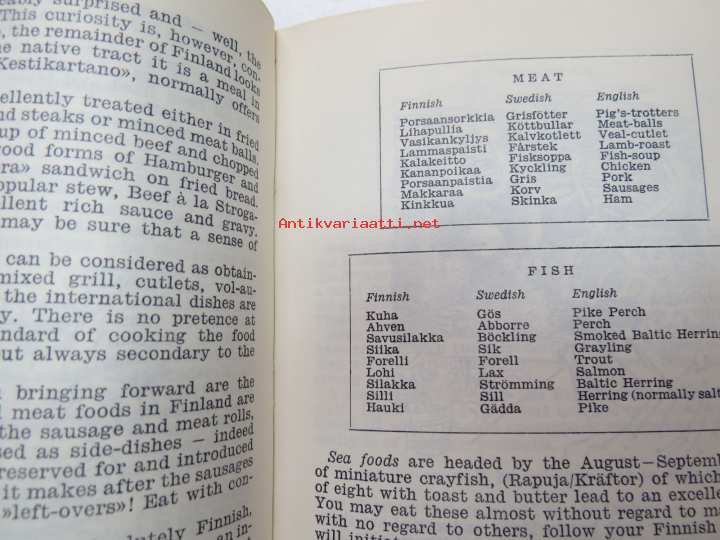 surprised and – well, the
This curiosity is, however, con-
the remainder of Finland looks
native tract it is a meal in
Kestikartano», normally offers
excellently treated either in fried
steaks or minced meat balls.
up of minced beef and chopped
forms of Hamburger and
sandwich on fried bread.
popular stew, Beef à la Stroga-
rich sauce and gravy.
may be sure that a sense of
can be considered as obtain-
mixed grill, cutlets, vol-au-
the international dishes are
There is no pretence at
standard of cooking the food
but always secondary to the
bringing forward are the
meat foods in Finland are
the sausage and meat rolls,
as side-dishes – indeed
reserved for and introduced
it makes after the sausages
»left-overs»! Eat with con-
Finnish,
MEAT
Finnish Swedish English
Porsaansorkkia Grisfötter Pig's-trotters
Lihapullia Köttbullar Meat-balls
Vasikankyljys Kalvkotlett Veal-cutlet
Lammaspaisti Fårstek Lamb-roast
Kalakeitto Fisksoppa Fish-soup
Kananpoikaa Kyckling Chicken
Porsaanpaistia Gris Pork
Makkaraa Korv Sausages
Kinkkua Skinka Ham
Antikvariaatti.net
FISH
Finnish Swedish English
Kuha Gös Pike Perch
Ahven Abborre Perch
Savusilakka Böckling Smoked Baltic Herring
Siika Sik Grayling
Forelli Forell Trout
Lohi Lax Salmon
Silakka Strömming Baltic Herring
Silli Sill Herring (normally salt
Hauki Gädda Pike
Sea foods are headed by the August–Septem
of miniature crayfish, (Rapuja/Kräftor) of which
of eight with toast and butter lead to an excelle
You may eat these almost without regard to
with no regard to others, follow your Finnish
will